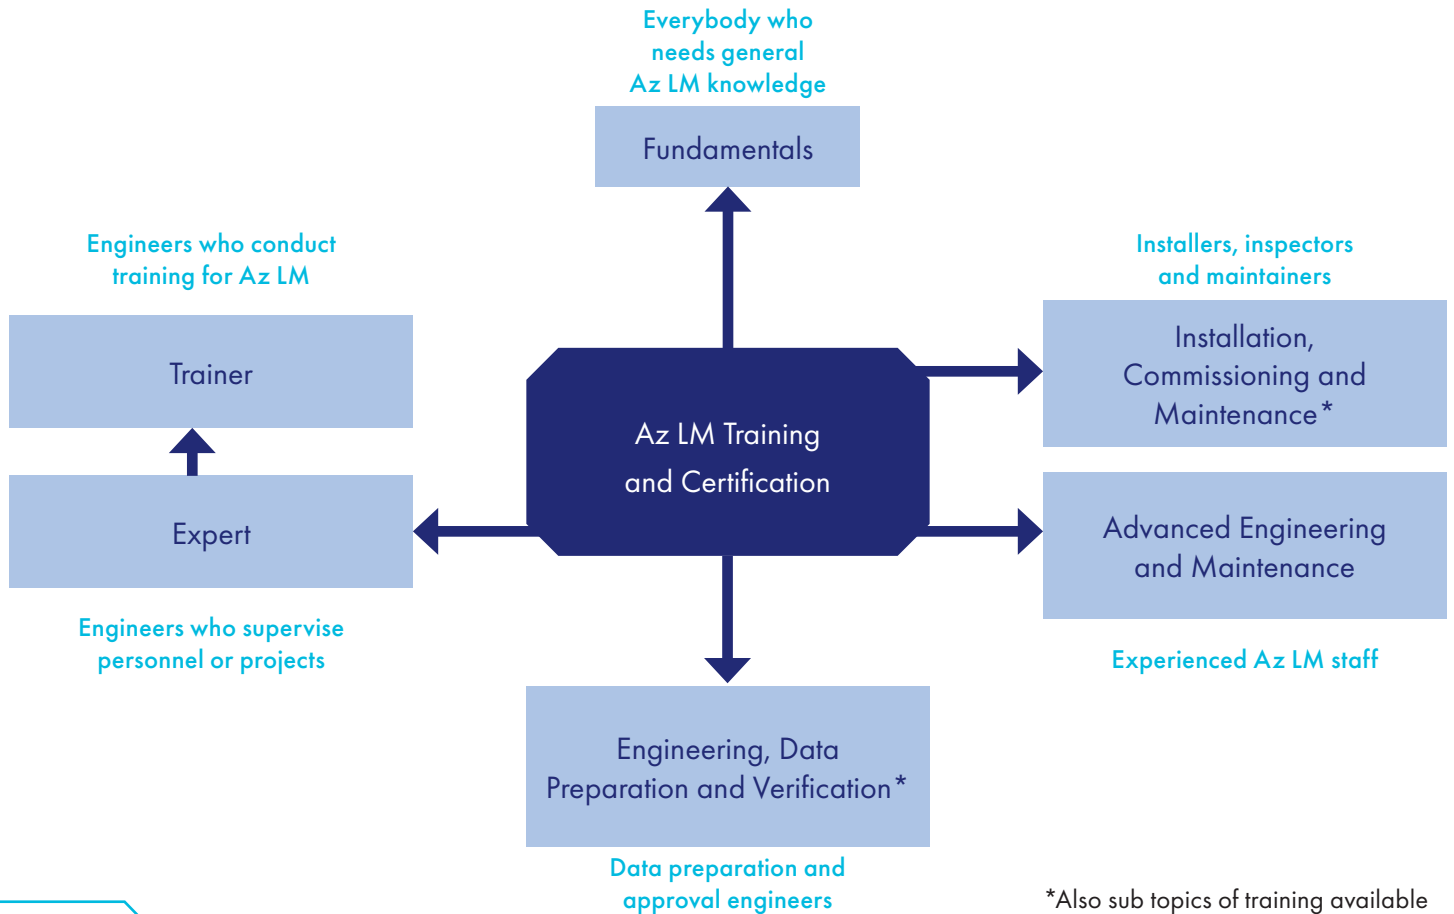 Everybody who
needs general
Az LM knowledge
Fundamentals
Engineers who conduct
training for Az LM
Trainer
Expert
Engineers who supervise
personnel or projects
Az LM Training
and Certification
Installers, inspectors
and maintainers
Installation,
Commissioning and
Maintenance*
Advanced Engineering
and Maintenance
Experienced Az LM staff
Engineering, Data
Preparation and Verification*
Data preparation and
approval engineers
*Also sub topics of training available